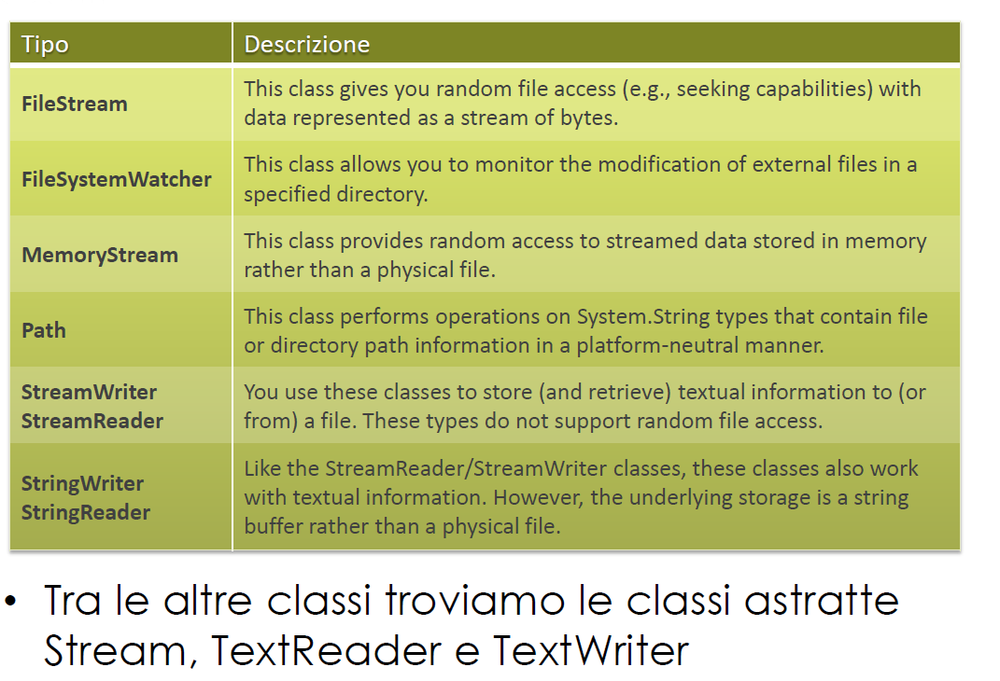 Tipo Descrizione
FileStream
This class gives you random file access (e.g., seeking capabilities) with
data represented as a stream of bytes.
FileSystemWatcher
This class allows you to monitor the modification of external files in a
specified directory.
MemoryStream
This class provides random access to streamed data stored in memory
rather than a physical file.
Path
This class performs operations on System.String types that contain file
or directory path information in a platform-neutral manner.
StreamWriter
StreamReader
You use these classes to store (and retrieve) textual information to (or
from) a file. These types do not support random file access.
StringWriter
StringReader
Like the StreamReader/StreamWriter classes, these classes also work
with textual information. However, the underlying storage is a string
buffer rather than a physical file.
• Tra le altre classi troviamo le classi astratte
Stream, TextReader e TextWriter